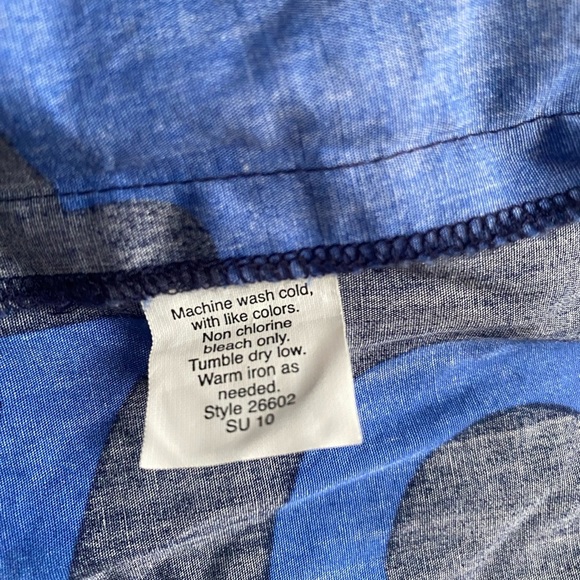 Machine wash cold,
with like colors.
Non chlorine
bleach only.
Tumble dry low.
Warm iron as
needed.
Style 26602
SU 10